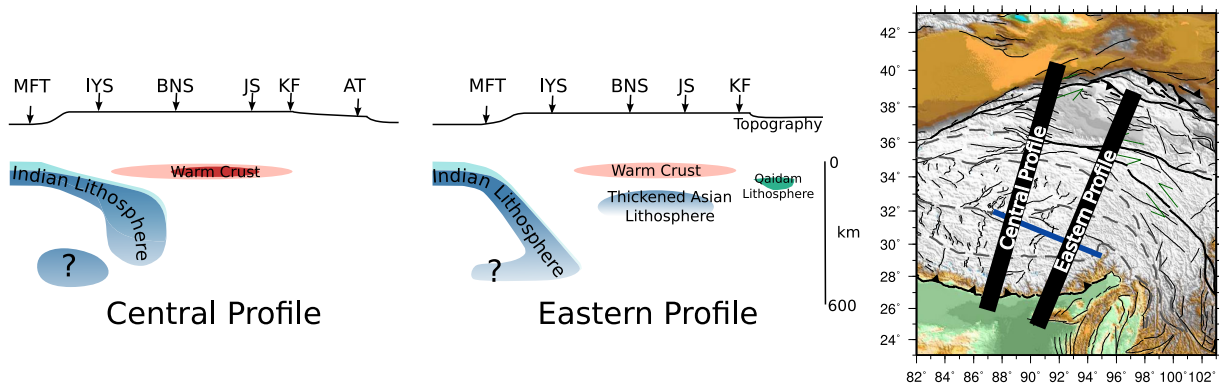 MFT IYS BNS JS KF AT
Indian Lithosphere
Warm Crust
?
Central Profile
MFT IYS BNS JS KF
Topography
Indian Lithosphere
Warm Crust
Thickened Asian
Lithosphere
Qaidam
Lithosphere
?
0
km
600
Eastern Profile
42°
40°
38°
36°
34°
32°
30°
28°
26°
24°
Central Profile
Eastern Profile
82° 84° 86° 88° 90° 92° 94° 96° 98° 100° 102°